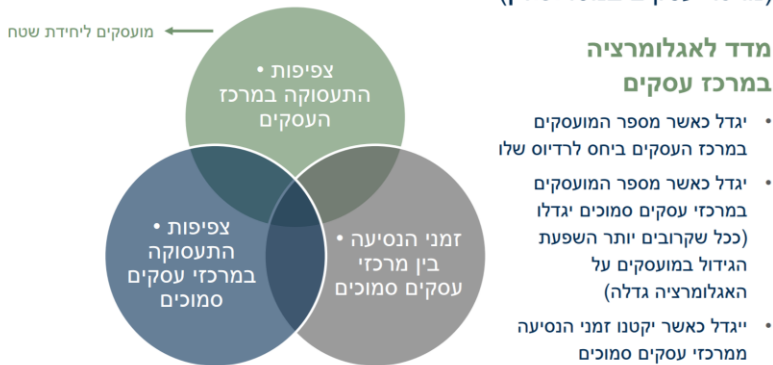 מדד לאגלומרציה
במרכז עסקים
• יגדל כאשר מספר המועסקים
במרכז העסקים ביחס לרדיוס שלו
• יגדל כאשר מספר המועסקים
במרכזי עסקים סמוכים יגדלו
(ככל שקרובים יותר השפעת
הגידול במועסקים על
האגלומרציה גדלה)
• ייגדל כאשר יקטנו זמני הנסיעה
ממרכזי עסקים סמוכים
מועסקים ליחידת שטח
• צפיפות
התעסוקה במרכז
העסקים
• זמני הנסיעה
בין מרכזי
עסקים סמוכים
• צפיפות
התעסוקה
במרכזי עסקים
סמוכים